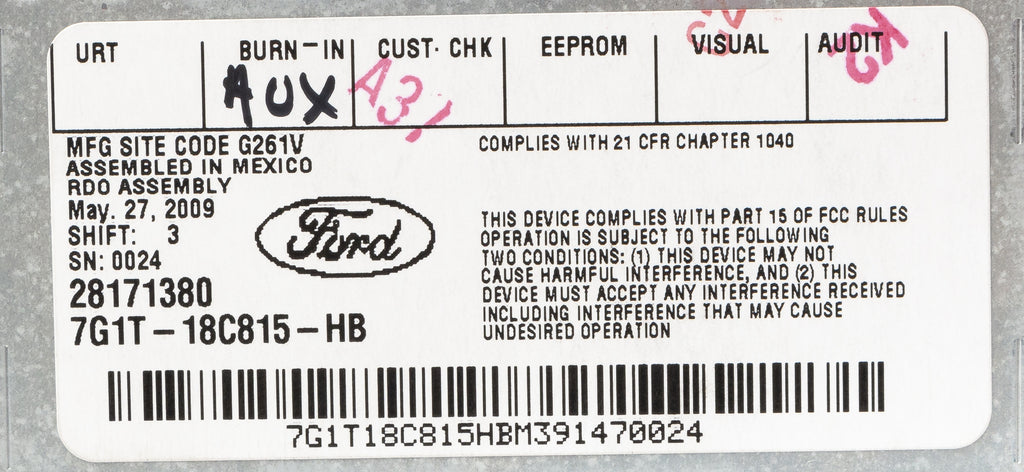 URT BURN-IN CUST. CHK EEPROM VISUAL AUDIT
AUX A31
MFG SITE CODE G261V
ASSEMBLED IN MEXICO
RDO ASSEMBLY
May. 27, 2009
SHIFT: 3
SN: 0024
28171380
7G1T-18C815-HB
Ford
COMPLIES WITH 21 CFR CHAPTER 1040
THIS DEVICE COMPLIES WITH PART 15 OF FCC RULES
OPERATION IS SUBJECT TO THE FOLLOWING
TWO CONDITIONS: (1) THIS DEVICE MAY NOT
CAUSE HARMFUL INTERFERENCE, AND (2) THIS
DEVICE MUST ACCEPT ANY INTERFERENCE RECEIVED
INCLUDING INTERFERENCE THAT MAY CAUSE
UNDESIRED OPERATION
7G1T18C815HBM391470024